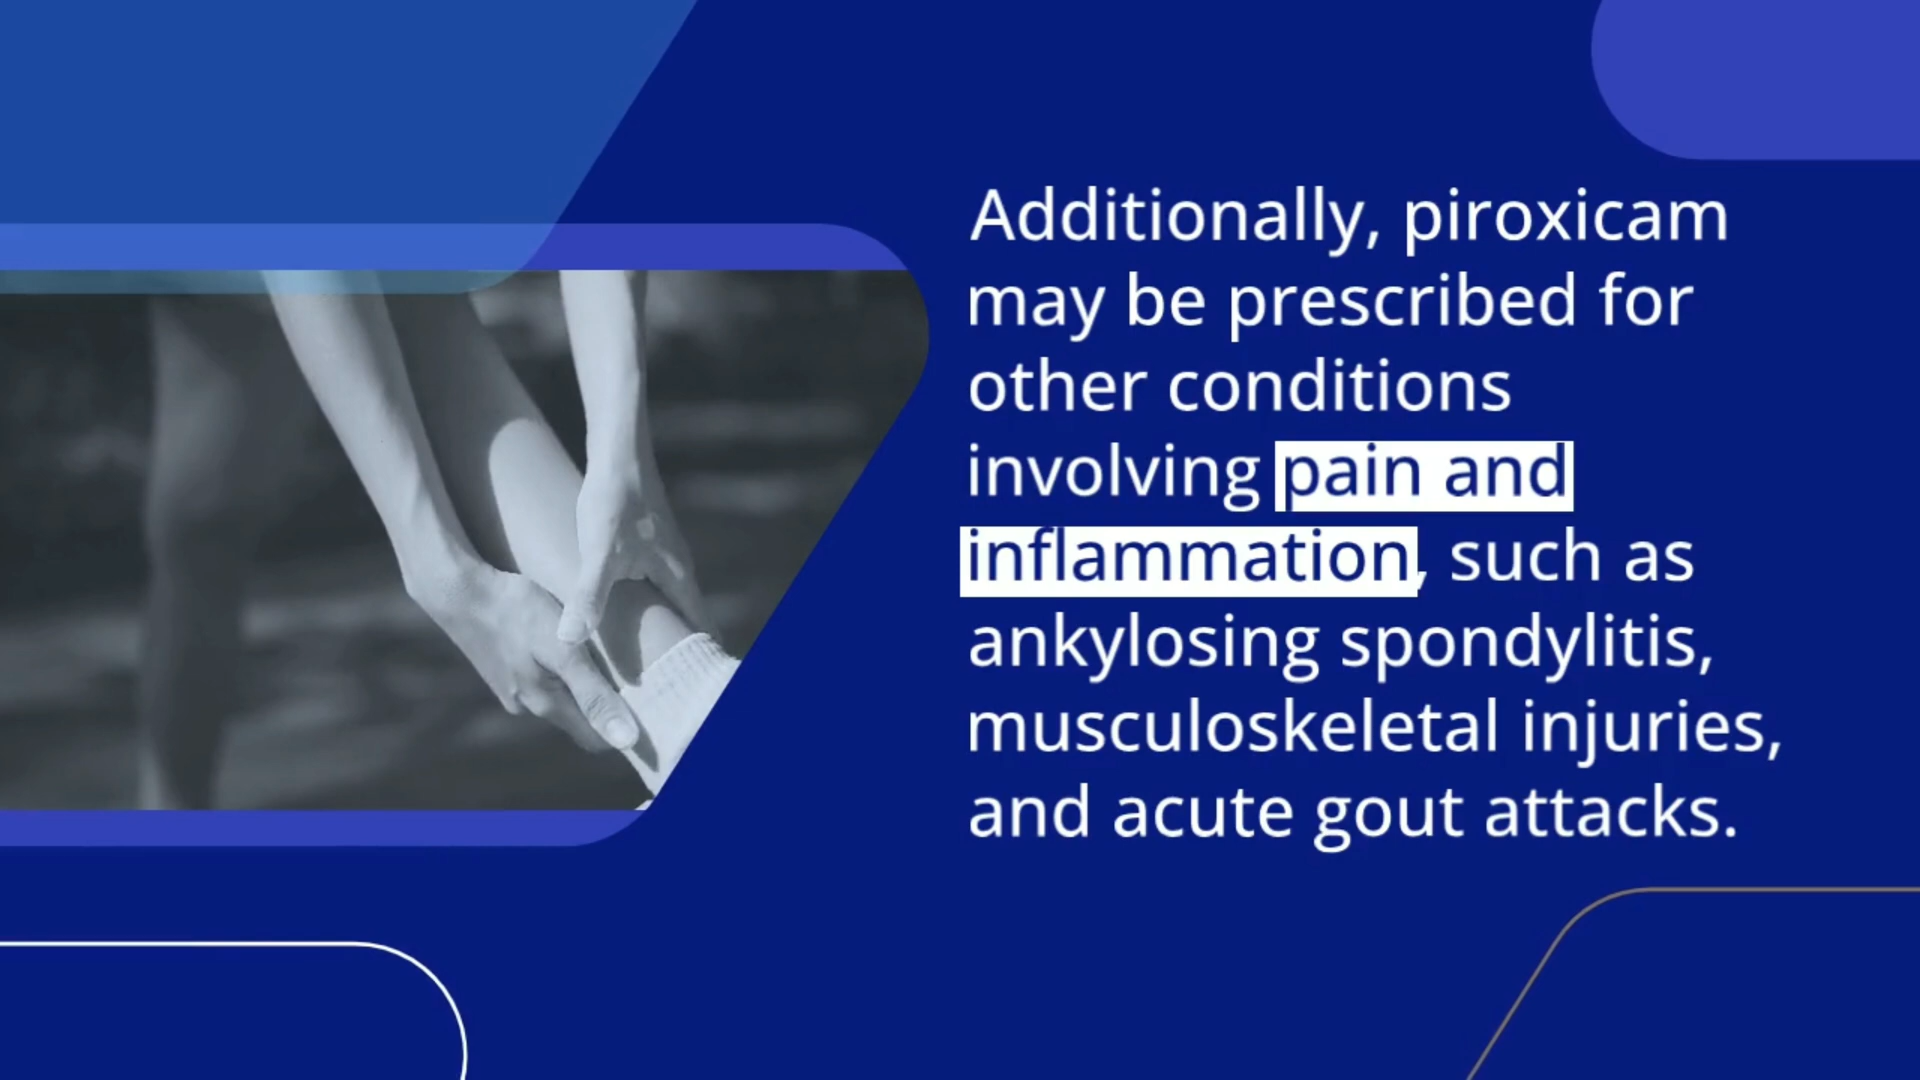 Additionally, piroxicam
may be prescribed for
other conditions
involving pain and
inflammation, such as
ankylosing spondylitis,
musculoskeletal injuries,
and acute gout attacks.